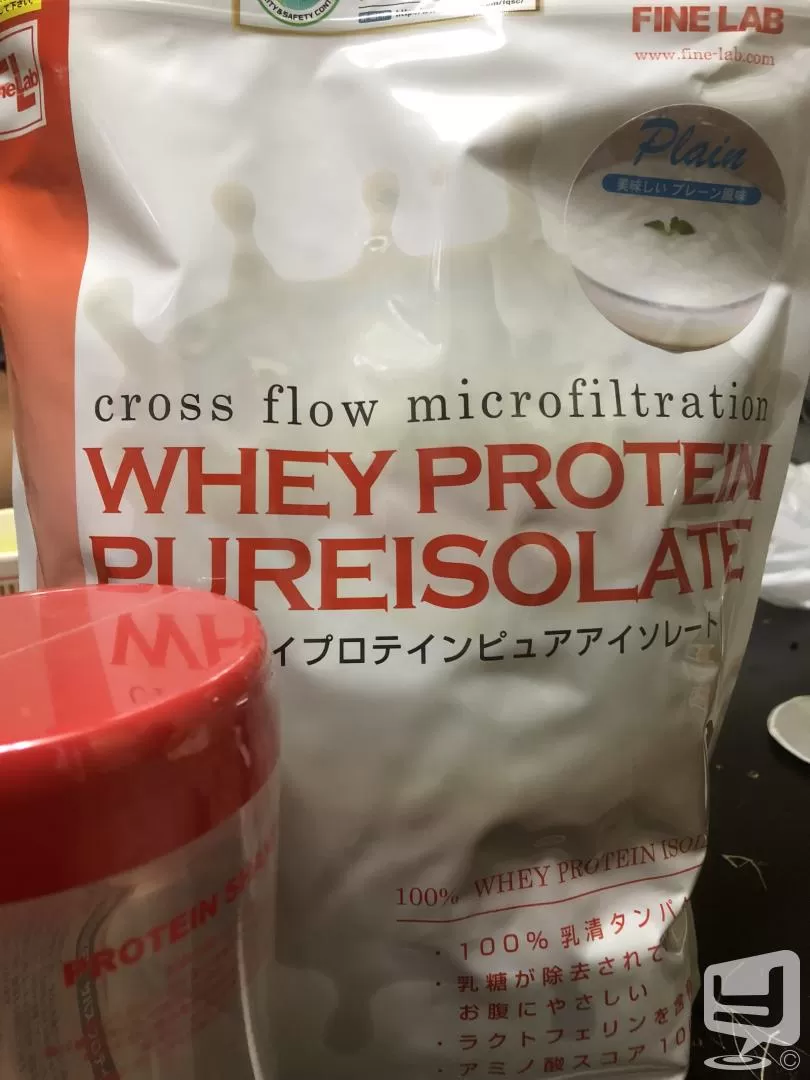 FINE LAB
www.fine-lab.com
Plain
美味しい プレーン風味
cross flow microfiltration
WHEY PROTEIN
PUREISOLATE
イプロテインピュアアイソレート
100% WHEY PROTEIN
・100%乳清タンパ
・乳糖が除去されて
お腹にやさしい
・ラクトフェリンを含
・アミノ酸スコア 10
PROTEIN